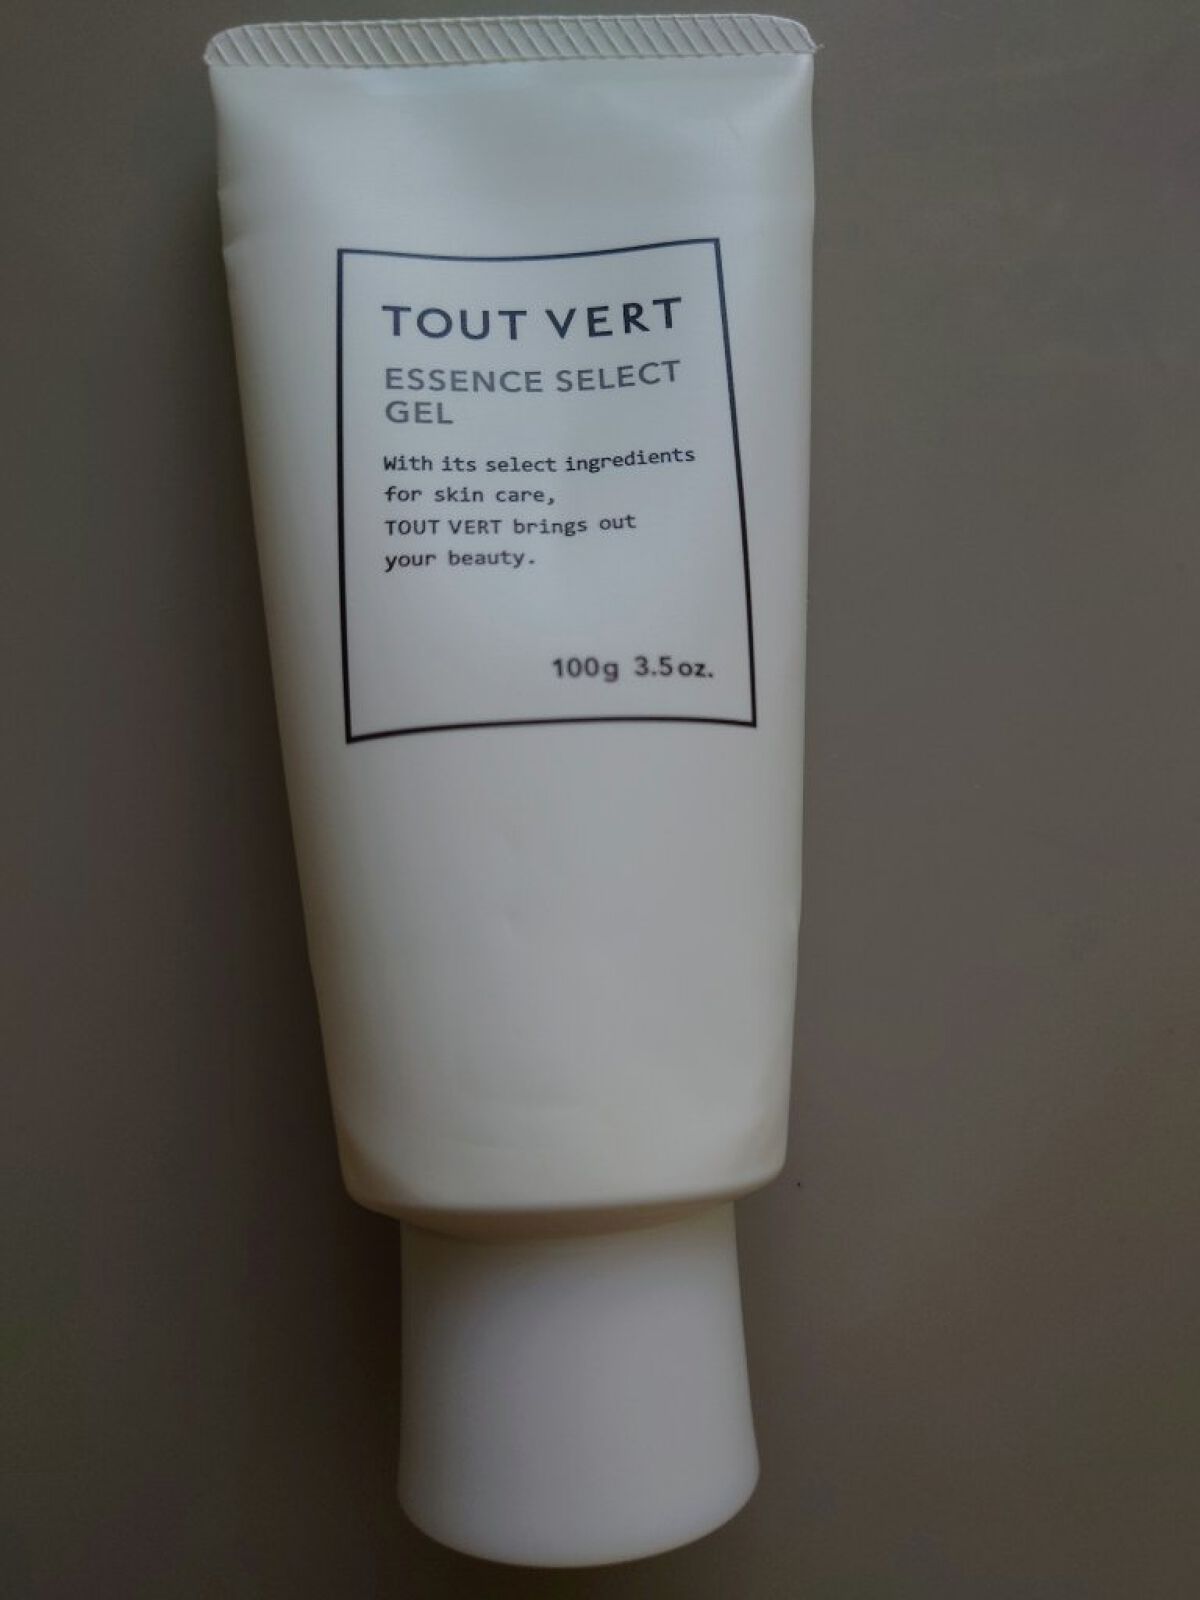 TOUT VERT
ESSENCE SELECT
GEL
With its select ingredients
for skin care,
TOUT VERT brings out
your beauty.
100g 3.5oz.